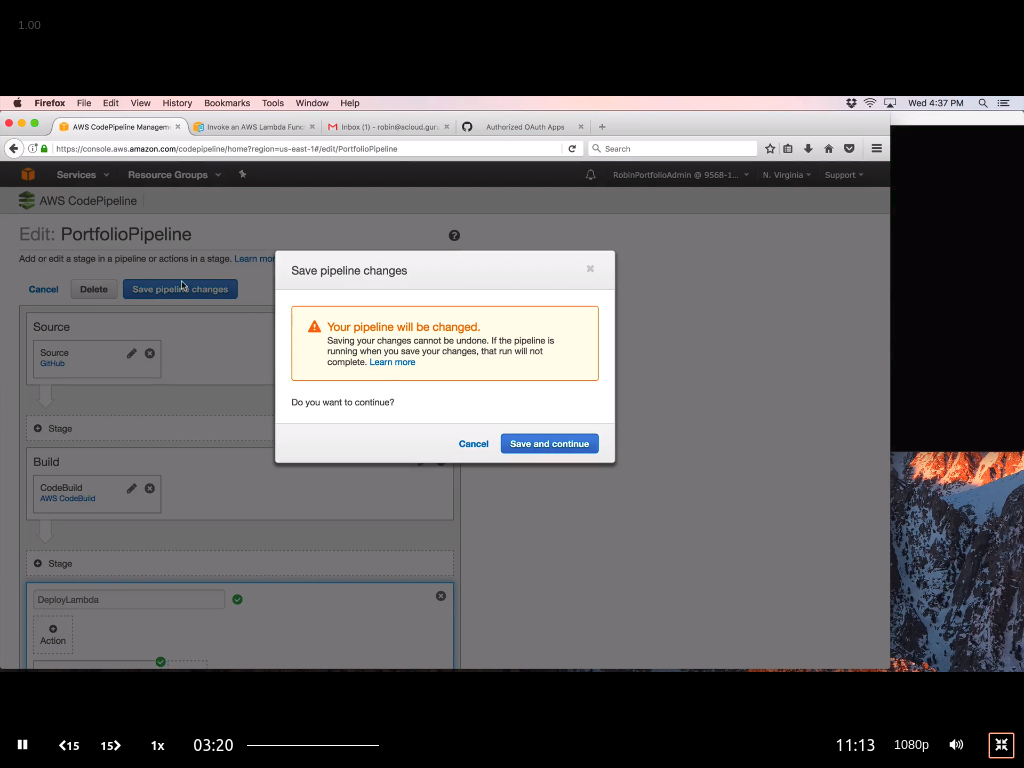 1.00
Firefox File Edit View History Bookmarks Tools Window Help Wed 4:37 PM
AWS CodePipeline Managem Invoke an AWS Lambda Func Inbox (1) - robin@acloud.gur Authorized OAuth Apps
https://console.aws.amazon.com/codepipeline/home?region=us-east-1#/edit/PortfolioPipeline Search
Services Resource Groups RobinPortfolioAdmin @ 9568-1... N. Virginia Support
AWS CodePipeline
Edit: PortfolioPipeline
Add or edit a stage in a pipeline or actions in a stage. Learn mor
Cancel Delete Save pipeline changes
Save pipeline changes
Your pipeline will be changed.
Saving your changes cannot be undone. If the pipeline is
running when you save your changes, that run will not
complete. Learn more
Do you want to continue?
Cancel Save and continue
Source
Source
GitHub
Stage
Build
CodeBuild
AWS CodeBuild
Stage
DeployLambda
Action
15 15 1x 03:20 11:13 1080p